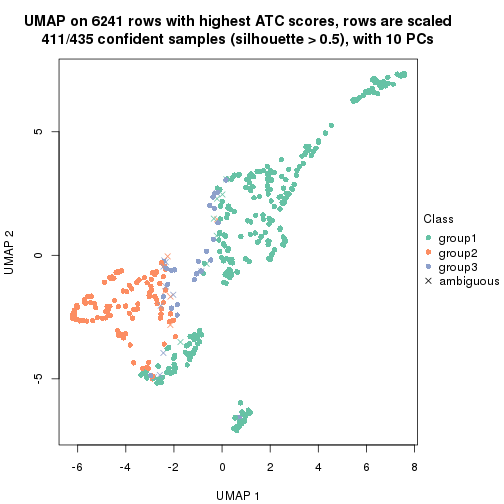 UMAP on 6241 rows with highest ATC scores, rows are scaled
411/435 confident samples (silhouette > 0.5), with 10 PCs
UMAP 2
5
0
-5
-6 -4 -2 0 2 4 6 8
UMAP 1
Class
group1
group2
group3
ambiguous